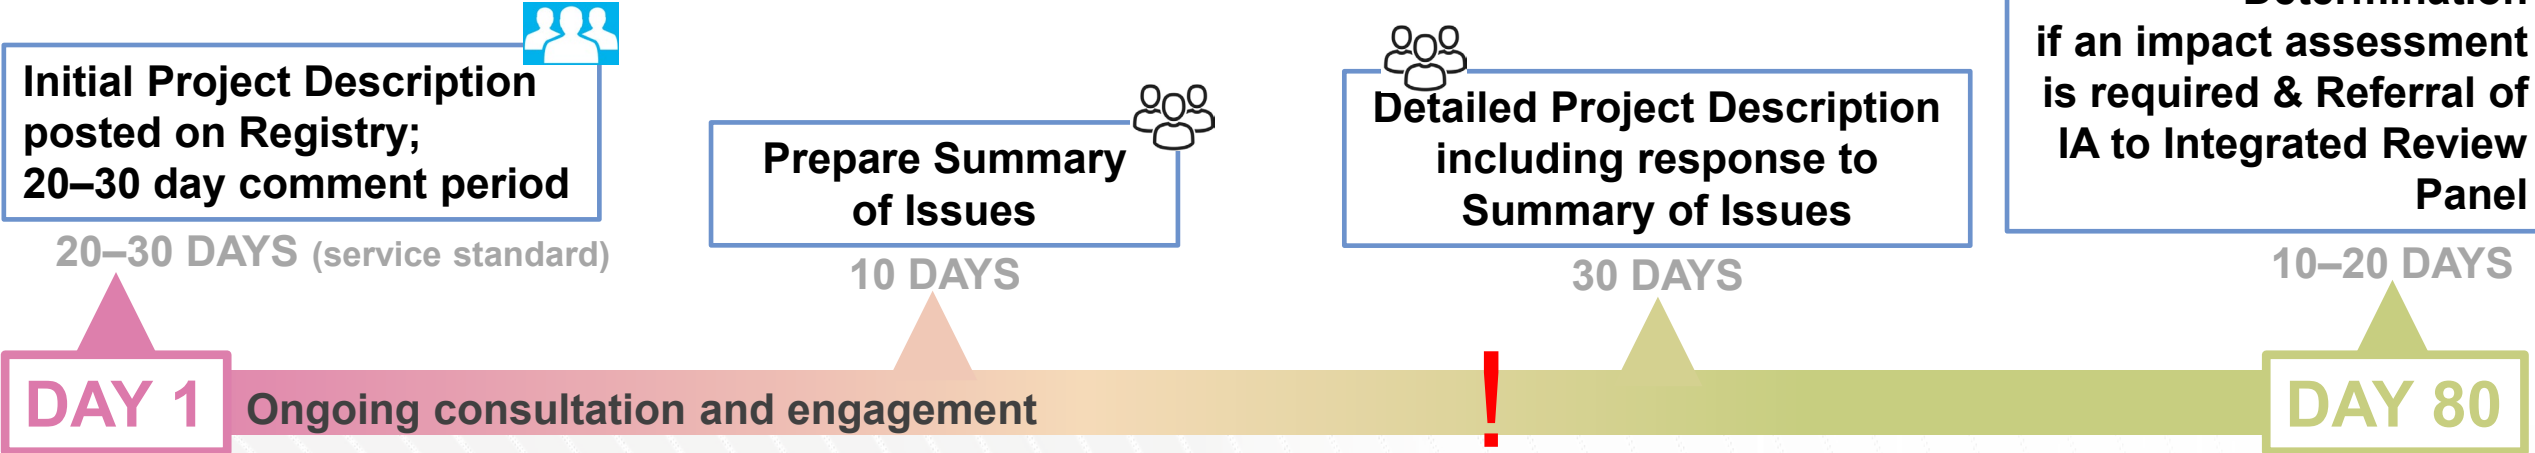 Initial Project Description
posted on Registry;
20–30 day comment period
20–30 DAYS (service standard)
Prepare Summary
of Issues
10 DAYS
Detailed Project Description
including response to
Summary of Issues
30 DAYS
Determination
if an impact assessment
is required & Referral of
IA to Integrated Review
Panel
10–20 DAYS
DAY 1
Ongoing consultation and engagement
!
DAY 80